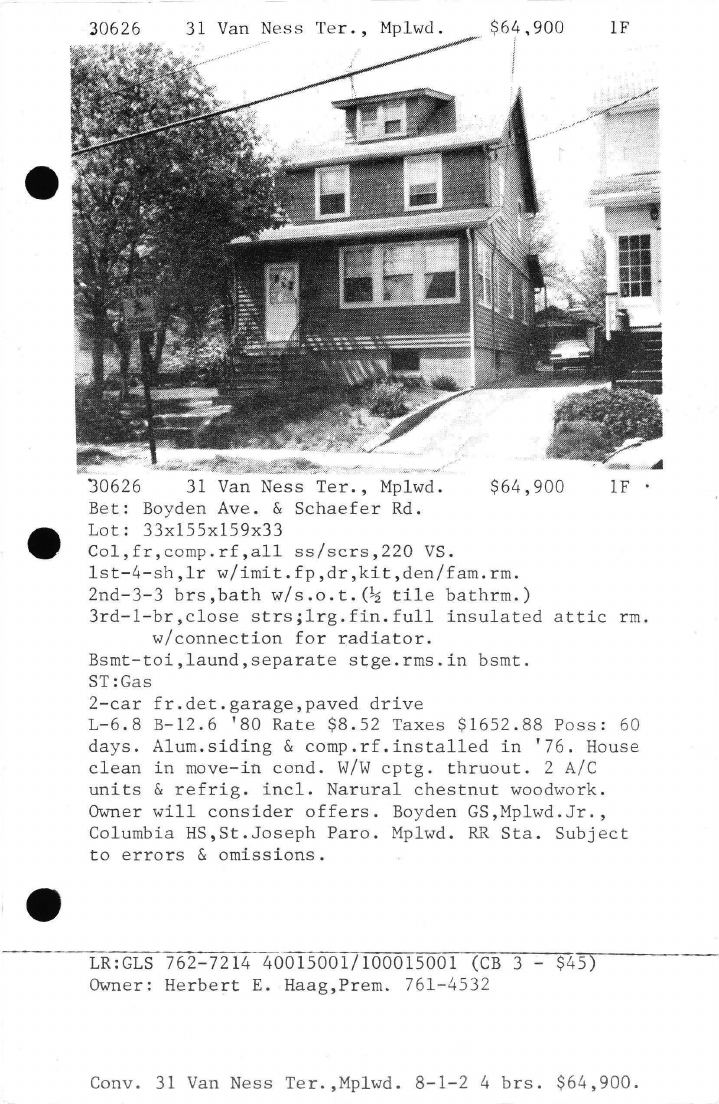 30626 31 Van Ness Ter., Mplwd. $64,900 1F
30626 31 Van Ness Ter., Mplwd. $64,900 1F
Bet: Boyden Ave. & Schaefer Rd.
Lot: 33x155x159x33
Col,fr,comp.rf,all ss/scrs,220 VS.
1st-4-sh,lr w/imit.fp,dr,kit,den/fam.rm.
2nd-3-3 brs,bath w/s.o.t.(½ tile bathrm.)
3rd-1-br,close strs;lrg.fin.full insulated attic rm.
w/connection for radiator.
Bsmt-toi,laund,separate stge.rms.in bsmt.
ST:Gas
2-car fr.det.garage,paved drive
L-6.8 B-12.6 '80 Rate $8.52 Taxes $1652.88 Poss: 60
days. Alum.siding & comp.rf.installed in '76. House
clean in move-in cond. W/W cptg. thruout. 2 A/C
units & refrig. incl. Narural chestnut woodwork.
Owner will consider offers. Boyden GS,Mplwd.Jr.,
Columbia HS,St.Joseph Paro. Mplwd. RR Sta. Subject
to errors & omissions.
LR:GLS 762-7214 40015001/100015001 (CB 3 - $45)
Owner: Herbert E. Haag,Prem. 761-4532
Conv. 31 Van Ness Ter.,Mplwd. 8-1-2 4 brs. $64,900.